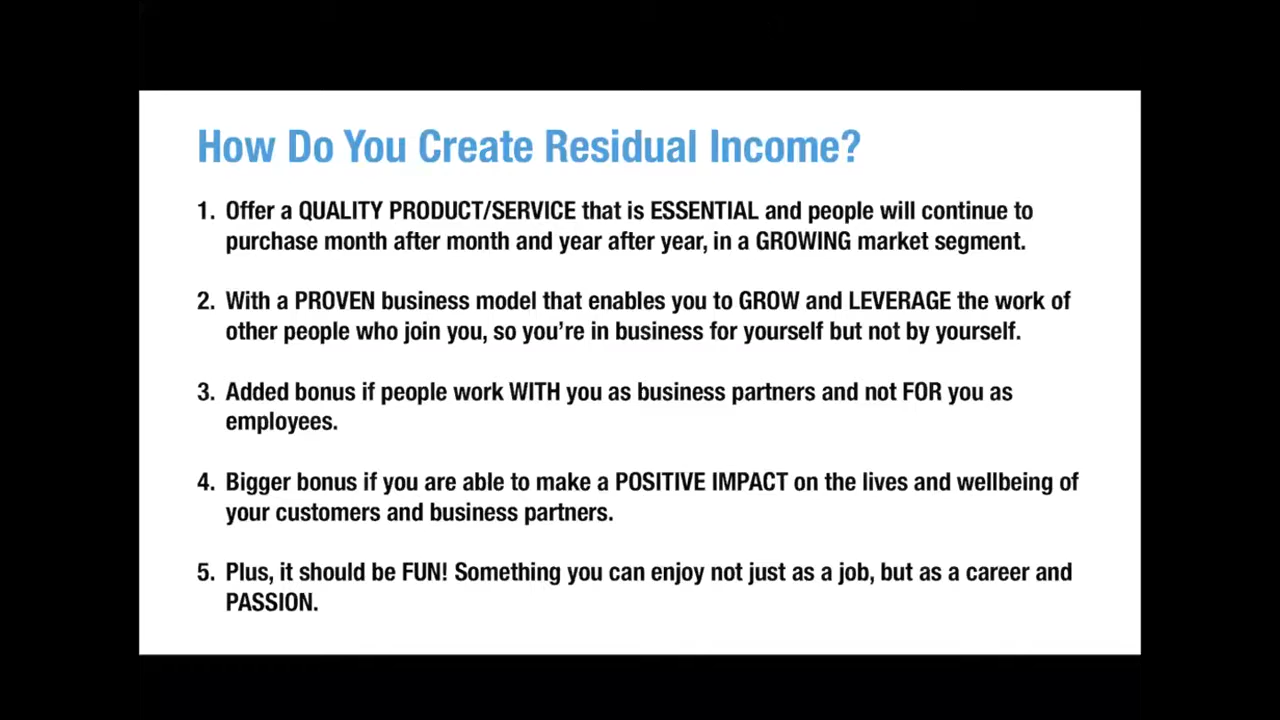 How Do You Create Residual Income?
1. Offer a QUALITY PRODUCT/SERVICE that is ESSENTIAL and people will continue to
purchase month after month and year after year, in a GROWING market segment.
2. With a PROVEN business model that enables you to GROW and LEVERAGE the work of
other people who join you, so you're in business for yourself but not by yourself.
3. Added bonus if people work WITH you as business partners and not FOR you as
employees.
4. Bigger bonus if you are able to make a POSITIVE IMPACT on the lives and wellbeing of
your customers and business partners.
5. Plus, it should be FUN! Something you can enjoy not just as a job, but as a career and
PASSION.